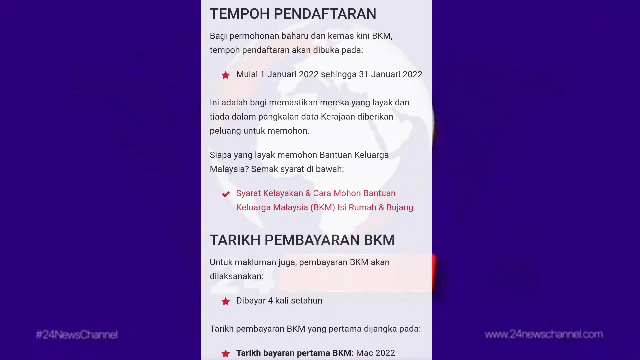 TEMPOH PENDAFTARAN
Bagi permohonan baharu dan kemas kini BKM,
tempoh pendaftaran akan dibuka pada:
Mulai 1 Januari 2022 sehingga 31 Januari 2022
Ini adalah bagi memastikan mereka yang layak dan
tiada dalam pangkalan data Kerajaan diberikan
peluang untuk memohon.
Siapa yang layak memohon Bantuan Keluarga
Malaysia? Semak syarat di bawah:
Syarat Kelayakan & Cara Mohon Bantuan
Keluarga Malaysia (BKM) Isi Rumah & Bujang
TARIKH PEMBAYARAN BKM
Untuk makluman juga, pembayaran BKM akan
dilaksanakan:
24
Dibayar 4 kali setahun
Tarikh pembayaran BKM yang pertama dijangka pada:
#24NewsChannel
www.24newschannel.com
Tarikh bayaran pertama BKM: Mac 2022